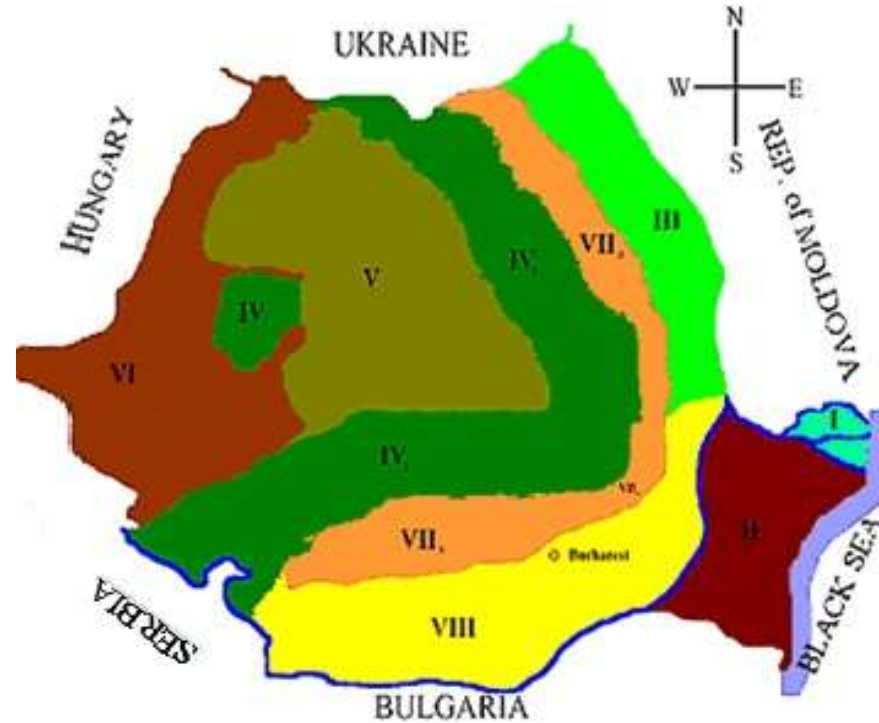 N
UKRAINE
W
E
S
HUNGARY
REP. of MOLDOVA
III
VII
IV
V
IV
VI
I
IV
II
VII
Bucharest
VIII
SERBIA
BLACK SEA
BULGARIA